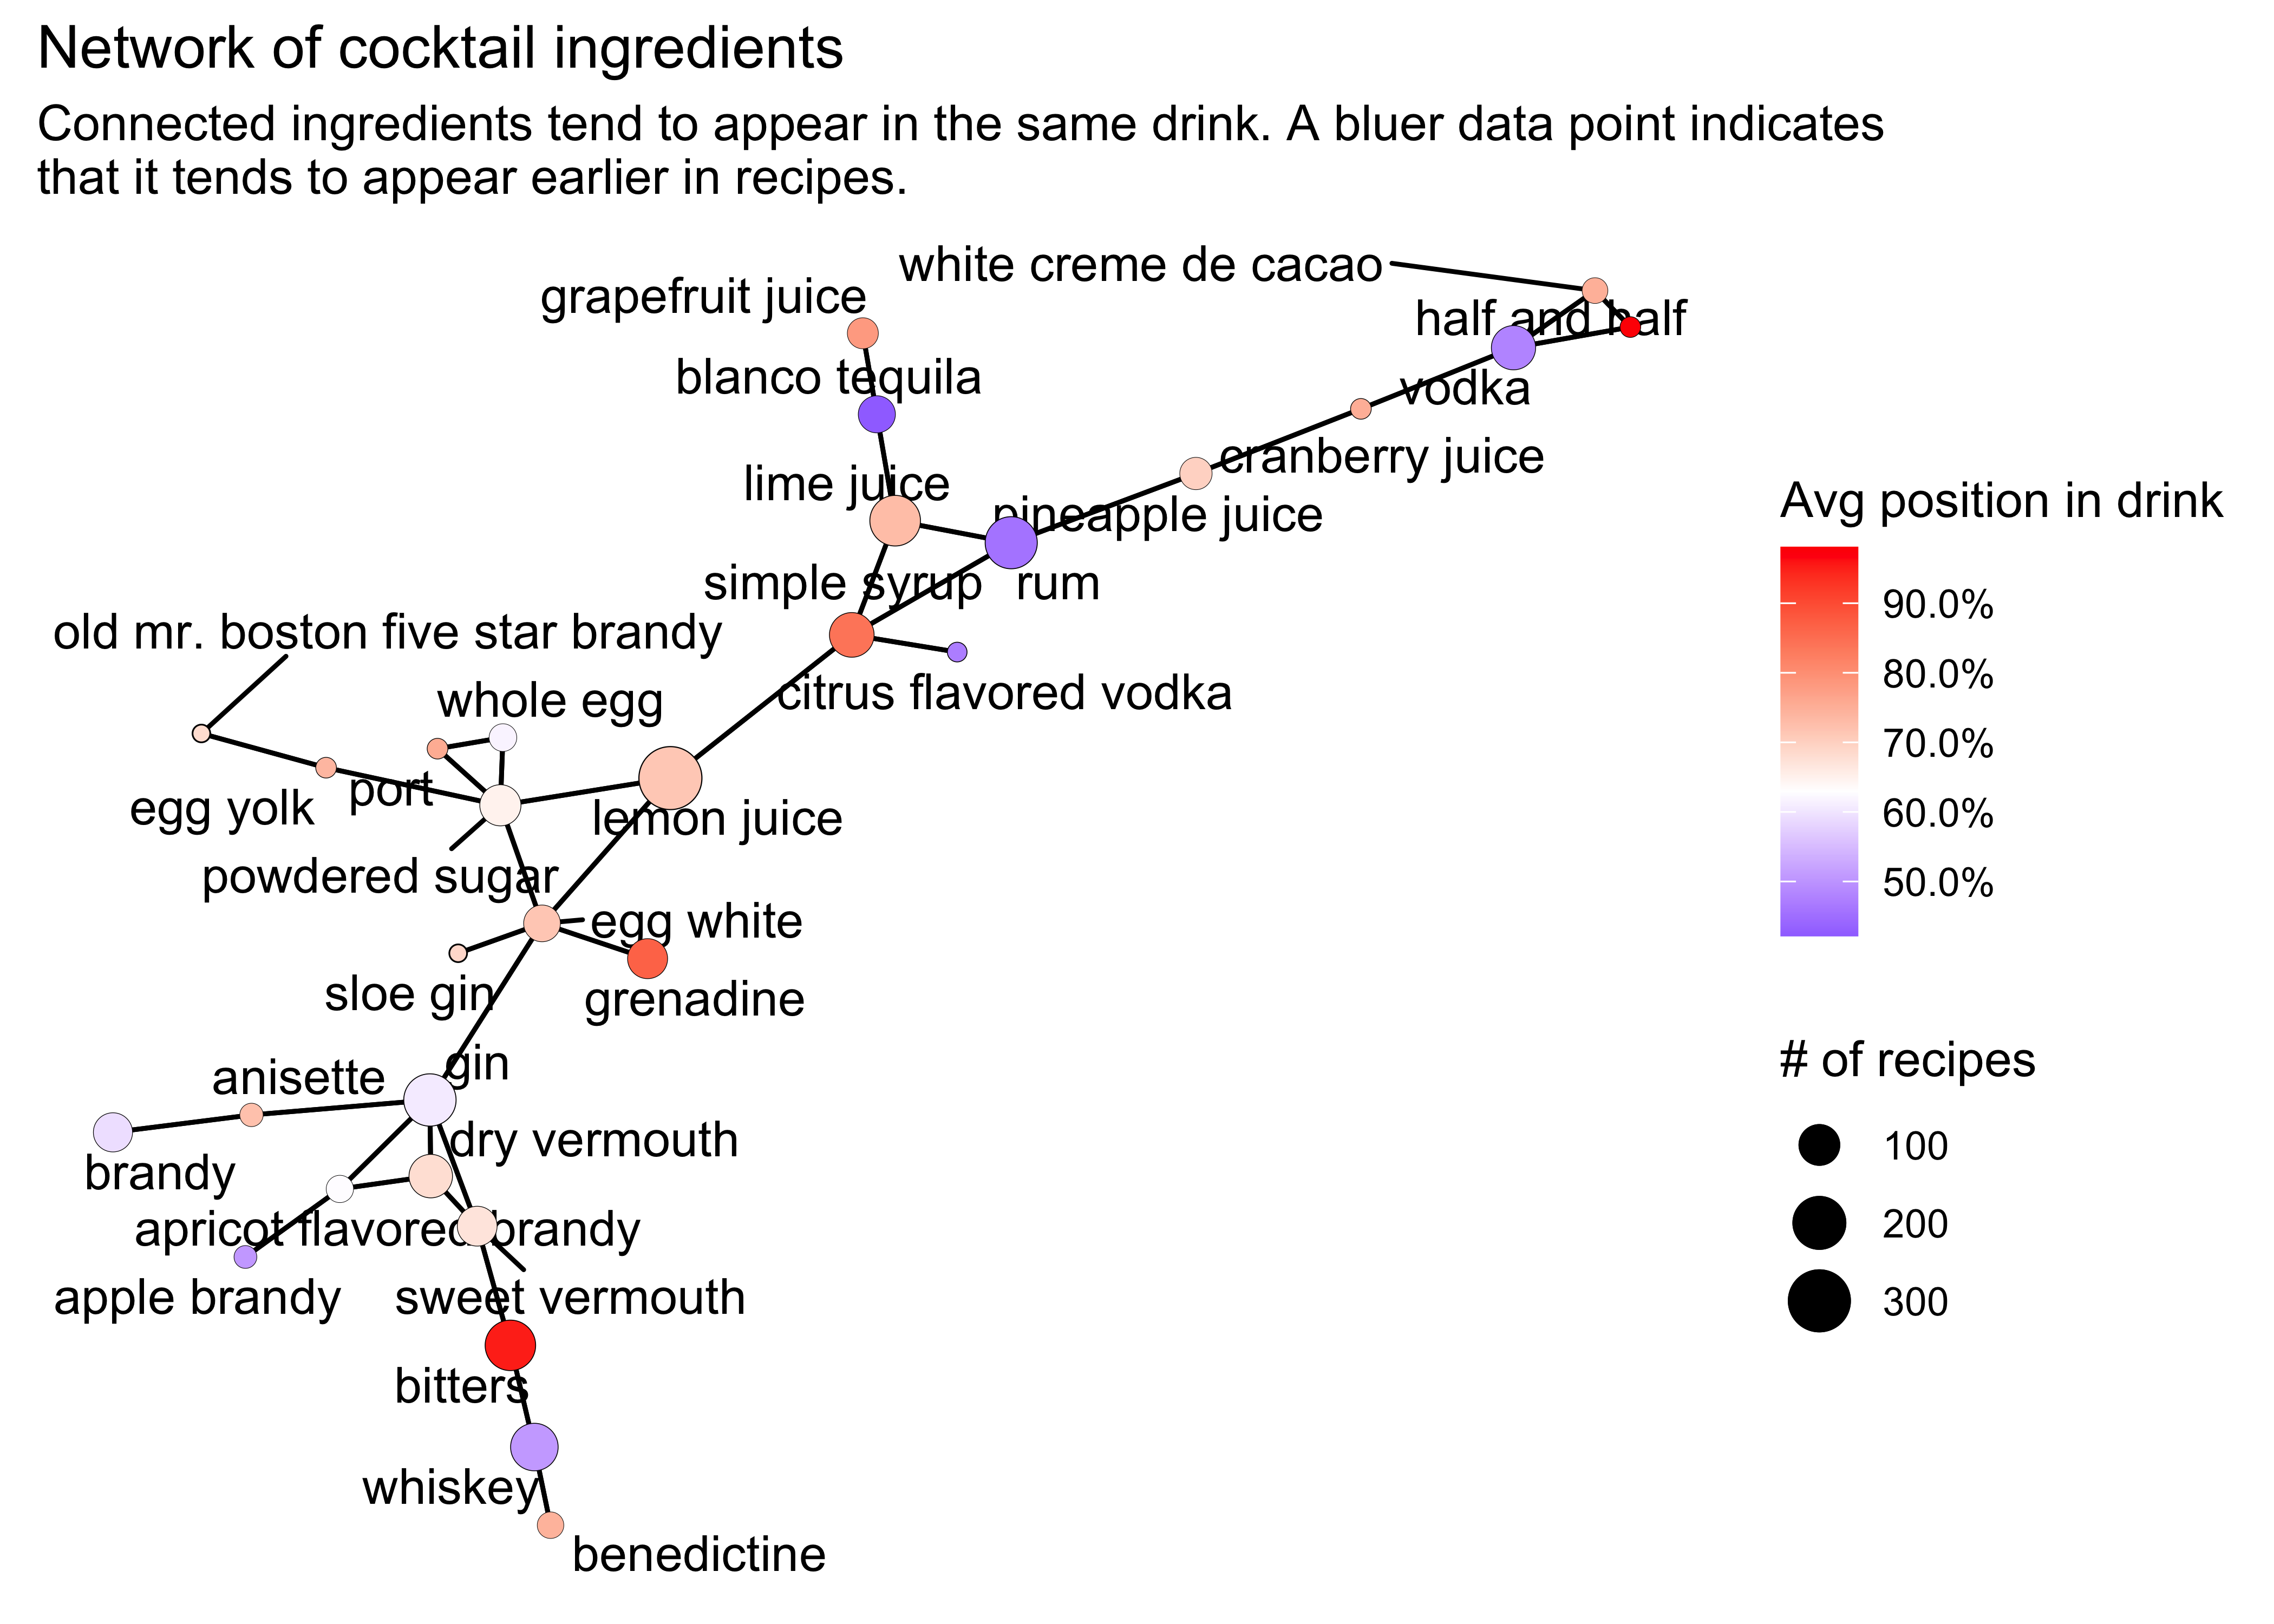 Network of cocktail ingredients
Connected ingredients tend to appear in the same drink. A bluer data point indicates
that it tends to appear earlier in recipes.
white creme de cacao
grapefruit juice
half and half
blanco tequila
vodka
cranberry juice
lime juice
pineapple juice
simple syrup
rum
old mr. boston five star brandy
citrus flavored vodka
whole egg
port
egg yolk
lemon juice
powdered sugar
egg white
sloe gin
grenadine
gin
anisette
dry vermouth
brandy
apricot flavored brandy
apple brandy
sweet vermouth
bitters
whiskey
benedictine
Avg position in drink
90.0%
80.0%
70.0%
60.0%
50.0%
# of recipes
100
200
300